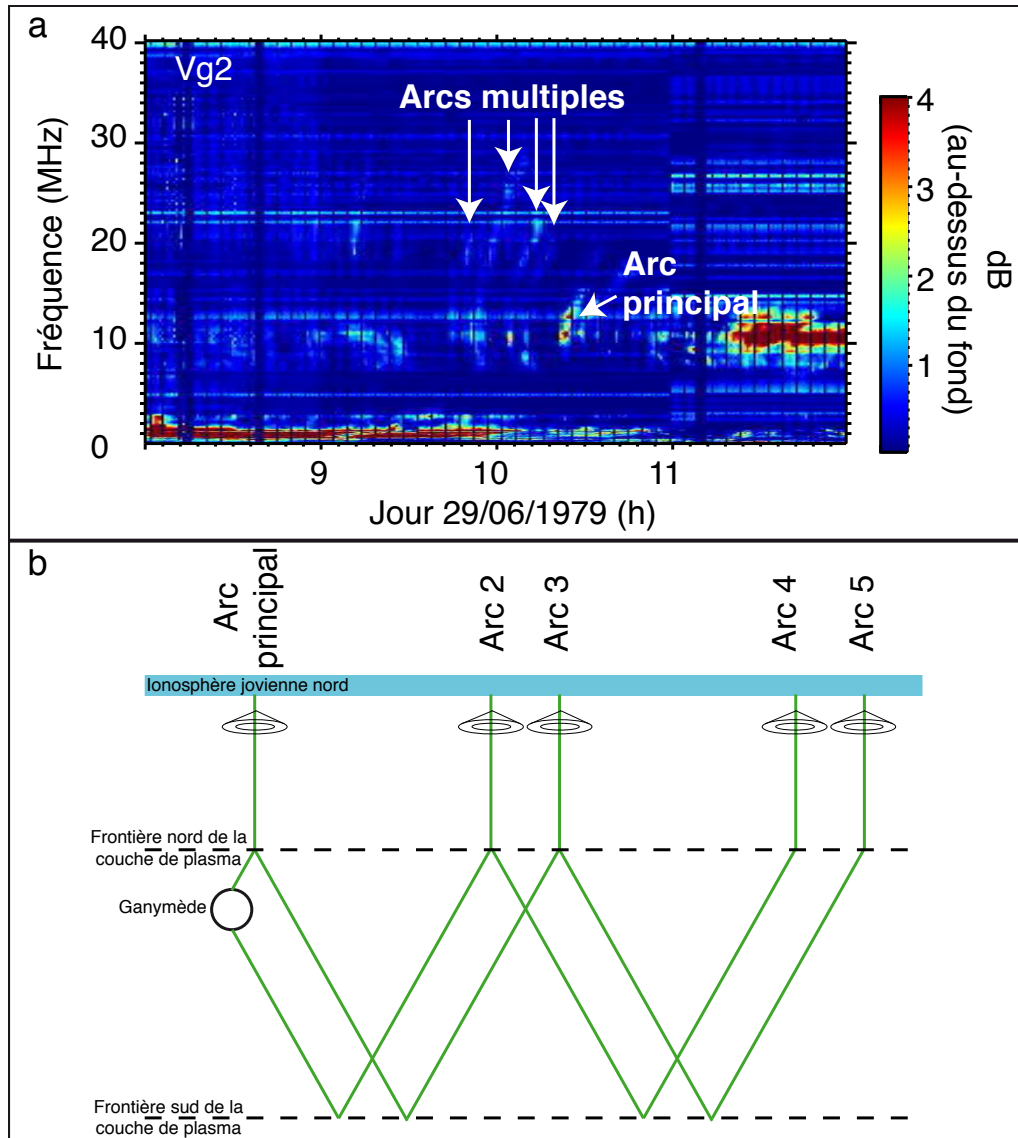 a
Vg2
Arcs multiples
Arc
principal
Fréquence (MHz)
40
30
20
10
0
9
10
11
Jour 29/06/1979 (h)
4
3
2
1
dB
(au-dessus du fond)
b
Arc
principal
Arc 2
Arc 3
Arc 4
Arc 5
Ionosphère jovienne nord
Frontière nord de la
couche de plasma
Ganymède
Frontière sud de la
couche de plasma